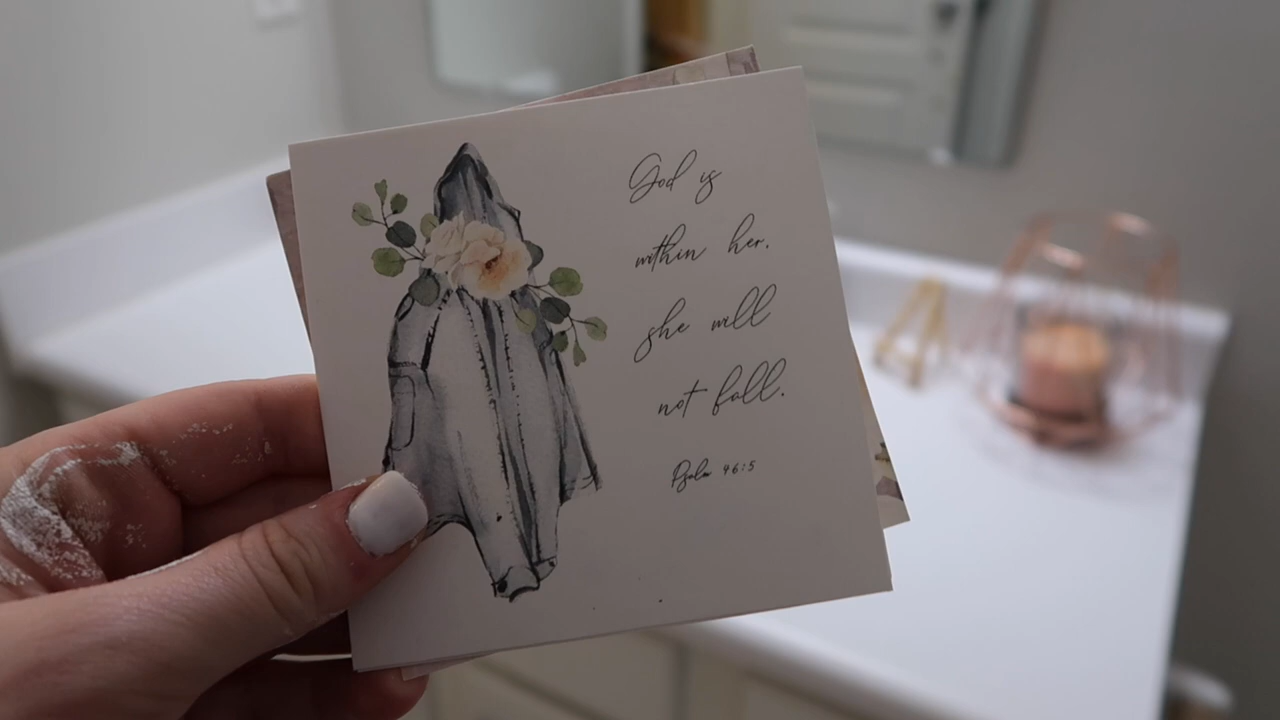 God is
within her,
she will
not fall.
Psalm 46:5